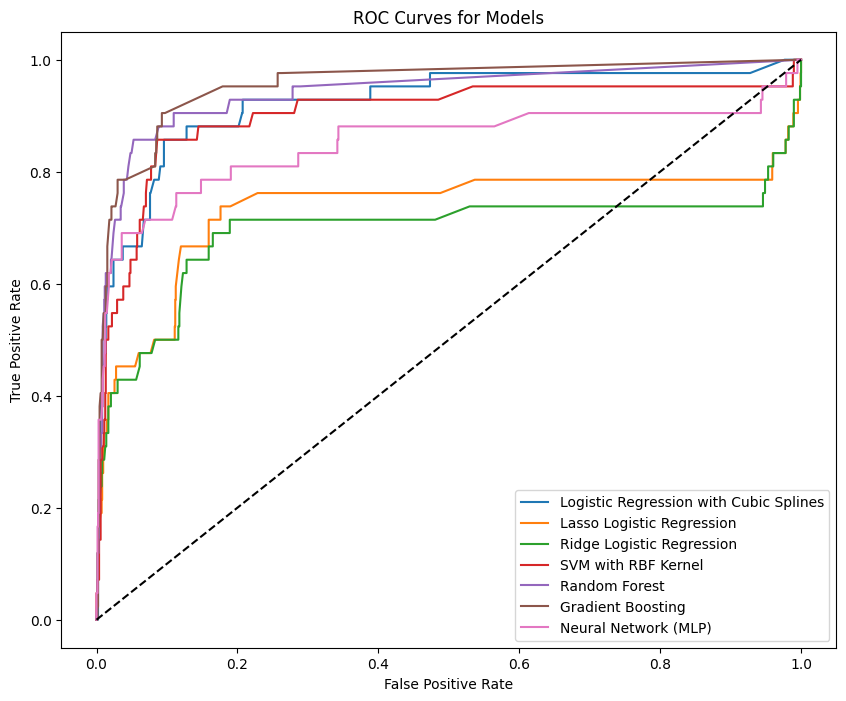 ROC Curves for Models
True Positive Rate
1.0
0.8
0.6
0.4
0.2
0.0
0.0 0.2 0.4 0.6 0.8 1.0
False Positive Rate
Logistic Regression with Cubic Splines
Lasso Logistic Regression
Ridge Logistic Regression
SVM with RBF Kernel
Random Forest
Gradient Boosting
Neural Network (MLP)